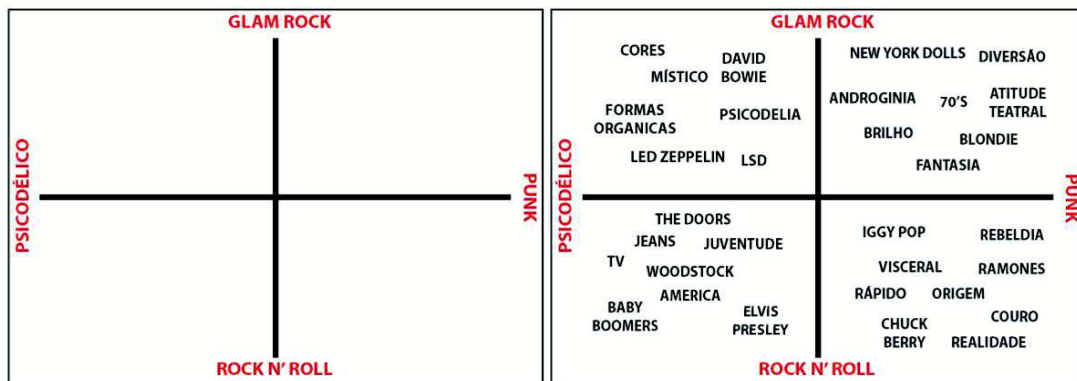 GLAM ROCK
PSICODÉLICO
PUNK
ROCK N' ROLL
GLAM ROCK
PSICODÉLICO
PUNK
CORES
DAVID
BOWIE
MÍSTICO
FORMAS
ORGANICAS
PSICODELIA
LED ZEPPELIN
LSD
NEW YORK DOLLS
DIVERSÃO
ANDROGINIA
70'S
ATITUDE
TEATRAL
BRILHO
BLONDIE
FANTASIA
THE DOORS
JEANS
JUVENTUDE
TV
WOODSTOCK
AMERICA
BABY
BOOMERS
ELVIS
PRESLEY
IGGY POP
REBELDIA
VISCERAL
RAMONES
RÁPIDO
ORIGEM
COURO
CHUCK
BERRY
REALIDADE
ROCK N' ROLL